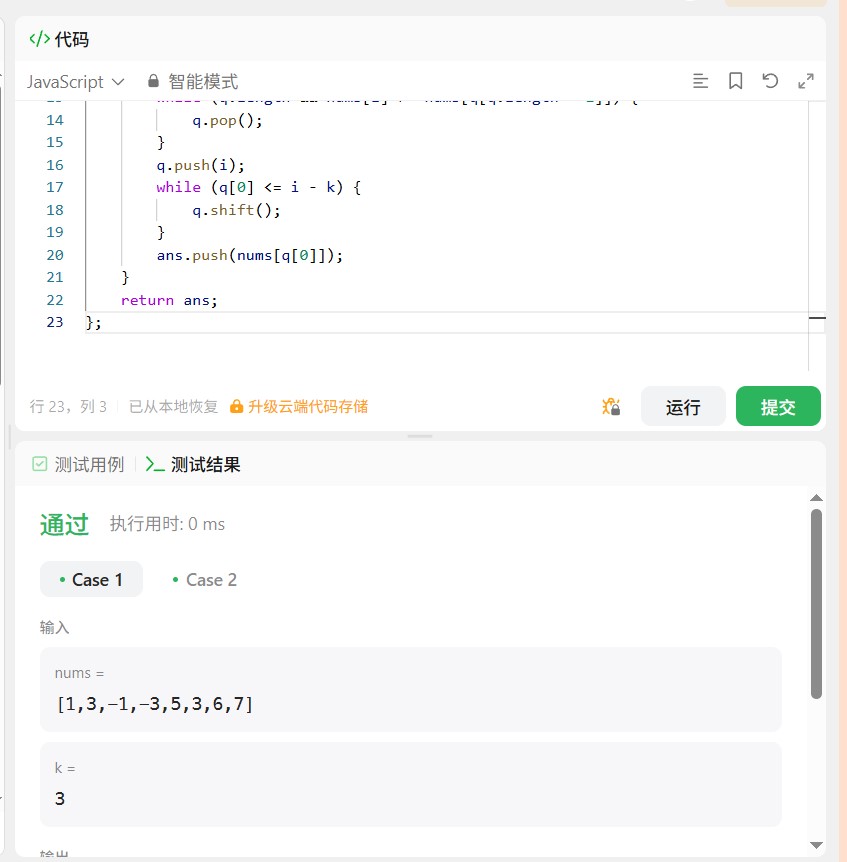 </> 代码
JavaScript 智能模式
14 q.pop();
15 }
16 q.push(i);
17 while (q[0] <= i - k) {
18 q.shift();
19 }
20 ans.push(nums[q[0]]);
21 }
22 return ans;
23 };
行 23, 列 3 已从本地恢复 升级云端代码存储 运行 提交
测试用例 >_ 测试结果
通过 执行用时: 0 ms
• Case 1 • Case 2
输入
nums =
[1,3,-1,-3,5,3,6,7]
k =
3
输出